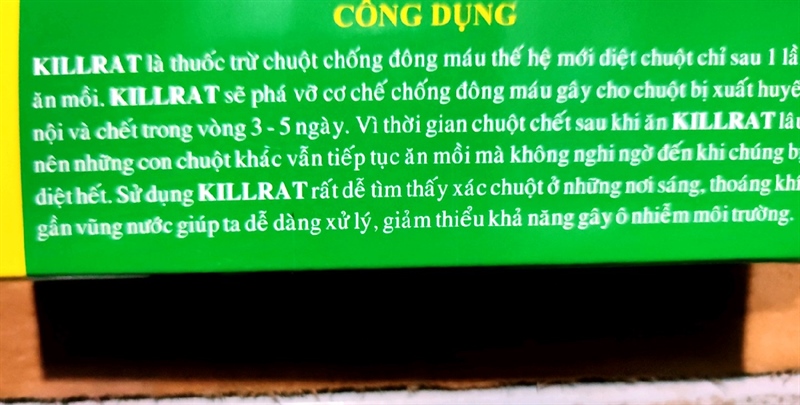 CÔNG DỤNG
KILLRAT là thuốc trừ chuột chống đông máu thế hệ mới diệt chuột chỉ sau 1 lầ
ăn mồi. KILLRAT sẽ phá vỡ cơ chế chống đông máu gây cho chuột bị xuất huyế
nội và chết trong vòng 3 - 5 ngày. Vì thời gian chuột chết sau khi ăn KILLRAT lâu
nên những con chuột khác vẫn tiếp tục ăn mồi mà không nghi ngờ đến khi chúng b
diệt hết. Sử dụng KILLRAT rất dễ tìm thấy xác chuột ở những nơi sáng, thoáng khí
gần vũng nước giúp ta dễ dàng xử lý, giảm thiểu khả năng gây ô nhiễm môi trường.